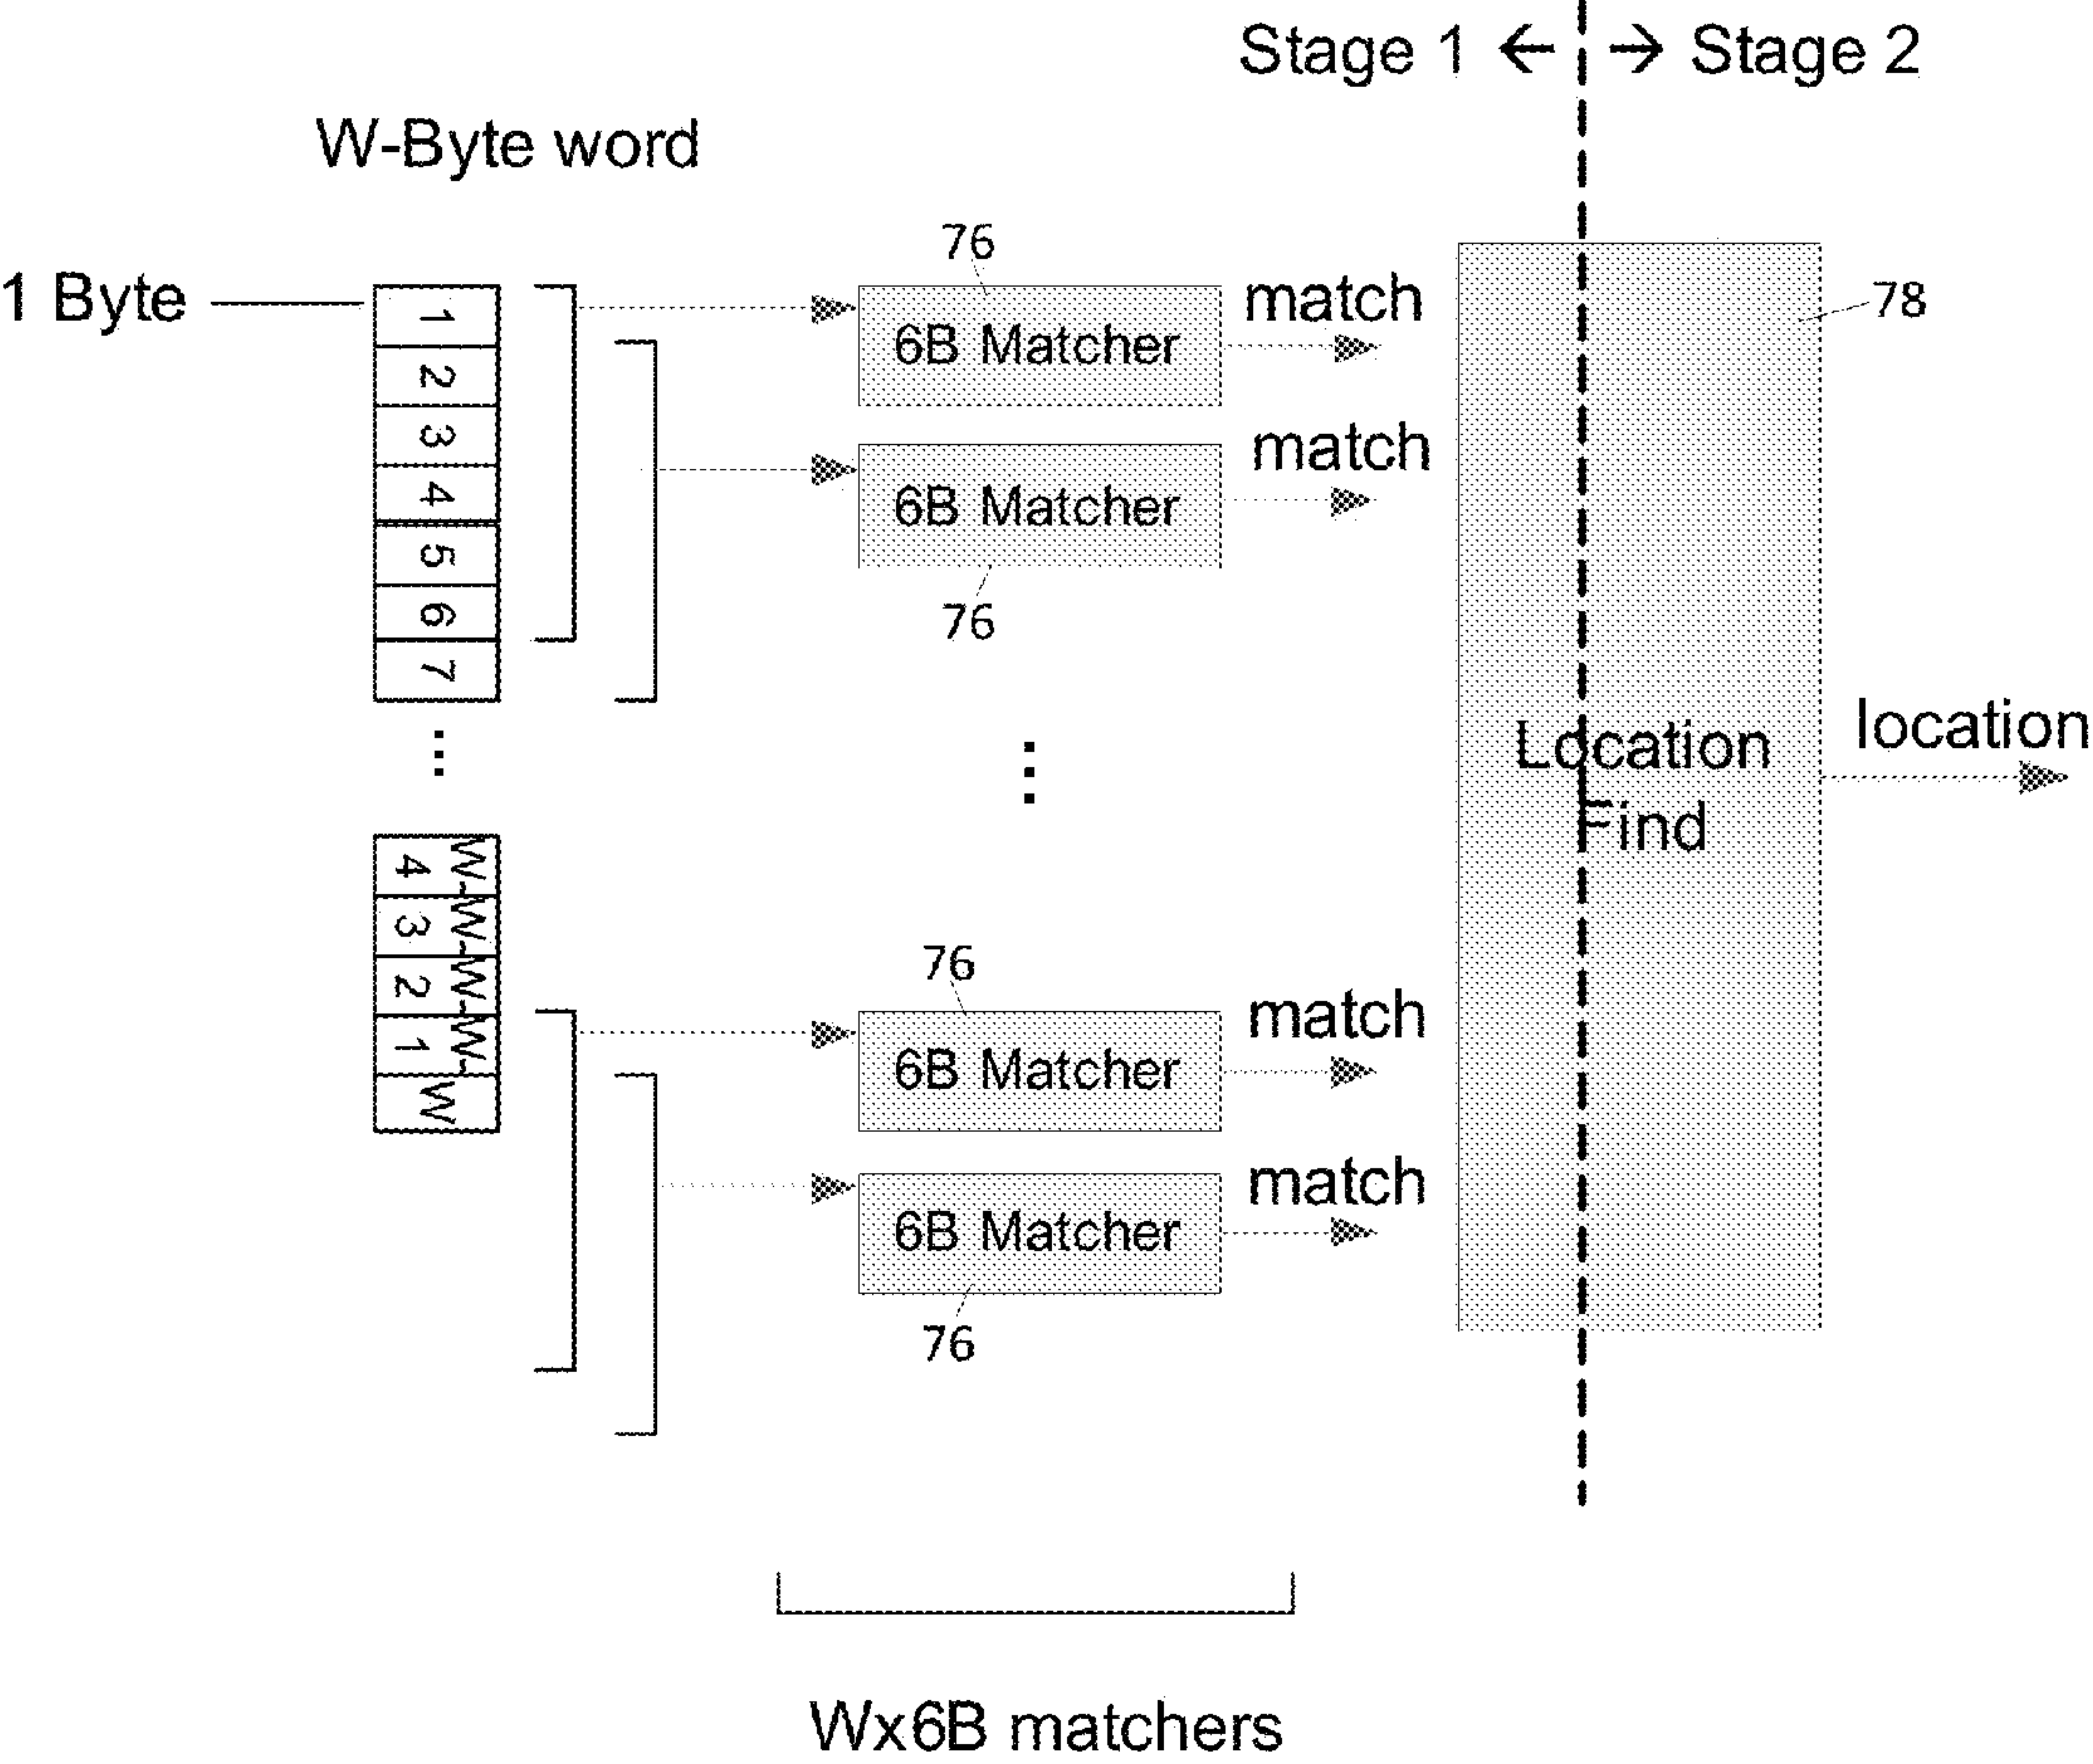 Stage 1 ← → Stage 2
W-Byte word
1 Byte
1
2
3
4
5
6
7
...
W-4
W-3
W-2
W-1
W
76
6B Matcher
match
6B Matcher
match
76
...
76
6B Matcher
match
6B Matcher
match
76
78
Location
Find
location
Wx6B matchers